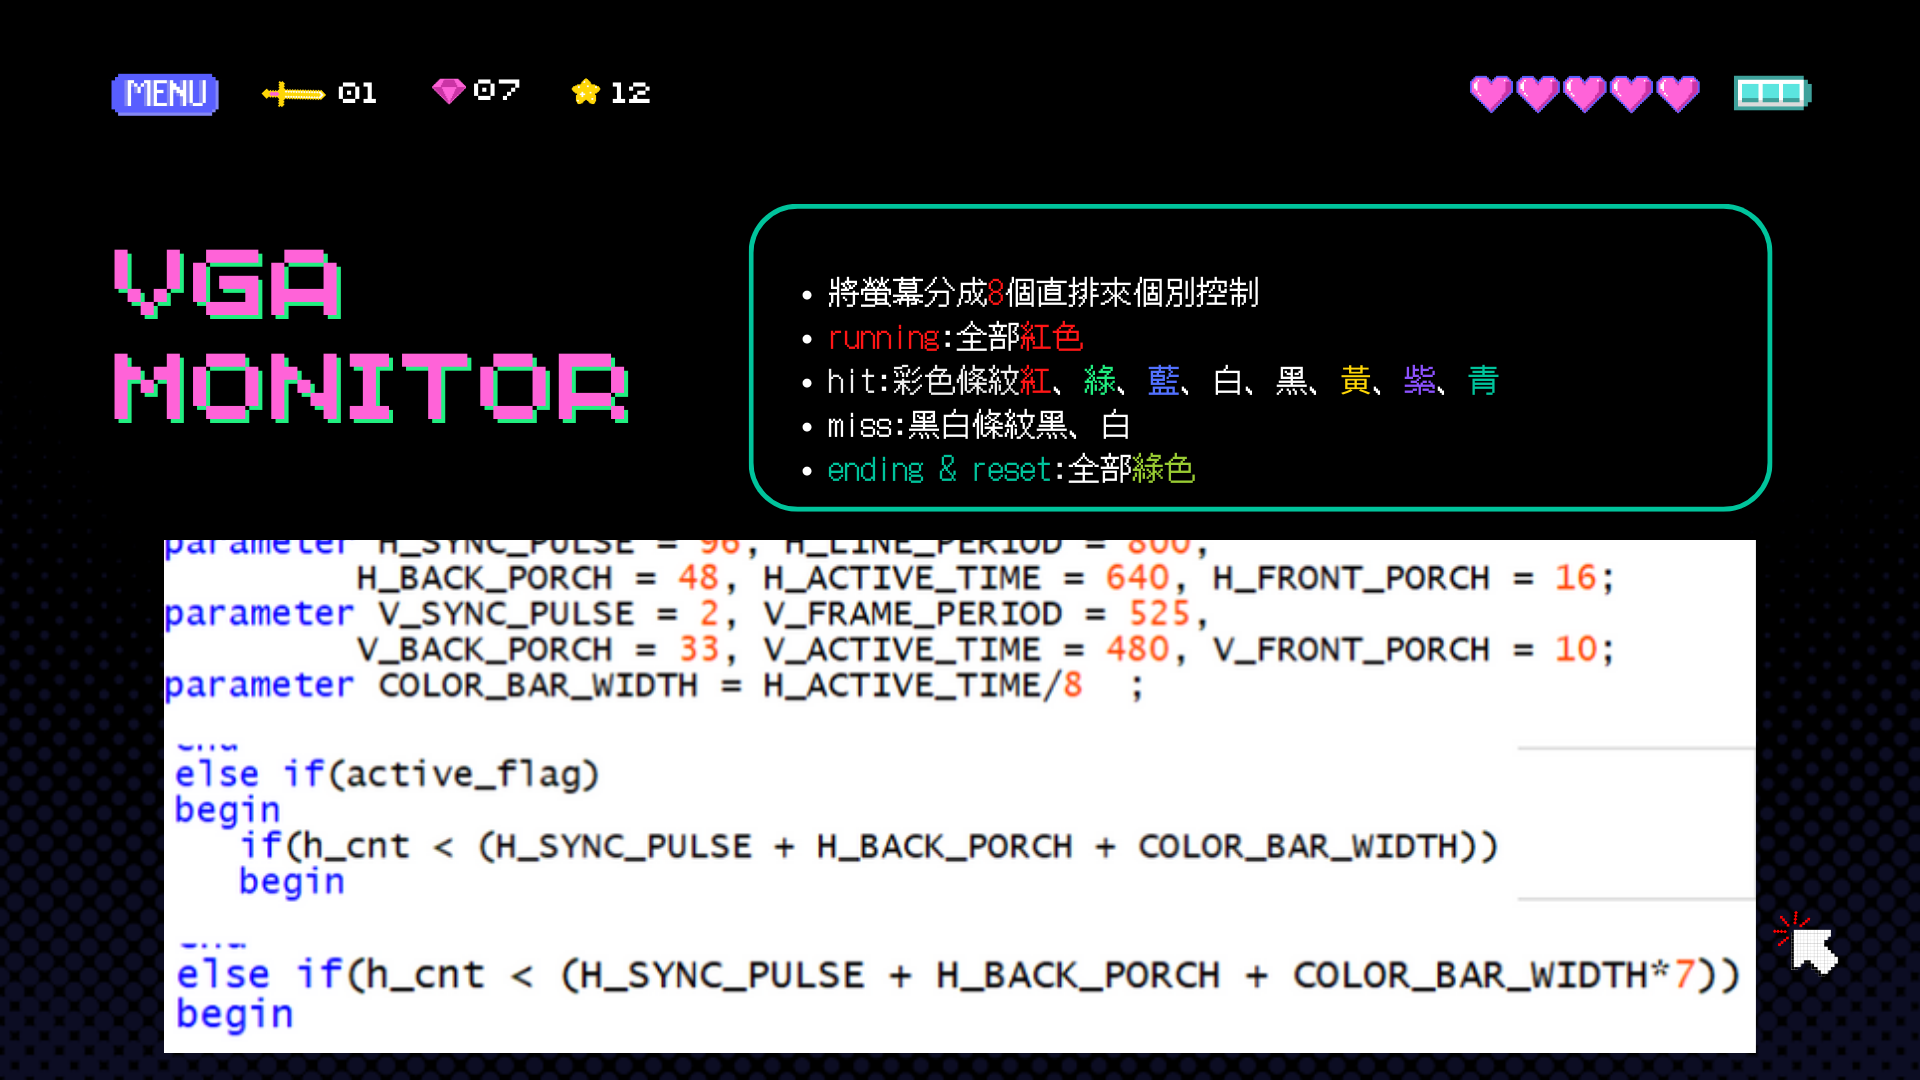 MENU 01 07 12
VGA
MONITOR
• 將螢幕分成8個直排來個別控制
• running:全部紅色
• hit:彩色條紋紅、綠、藍、白、黑、黃、紫、青
• miss:黑白條紋黑、白
• ending & reset:全部綠色
parameter H_SYNC_PULSE = 96, H_LINE_PERIOD = 800,
H_BACK_PORCH = 48, H_ACTIVE_TIME = 640, H_FRONT_PORCH = 16;
parameter V_SYNC_PULSE = 2, V_FRAME_PERIOD = 525,
V_BACK_PORCH = 33, V_ACTIVE_TIME = 480, V_FRONT_PORCH = 10;
parameter COLOR_BAR_WIDTH = H_ACTIVE_TIME/8 ;
end
else if(active_flag)
begin
if(h_cnt < (H_SYNC_PULSE + H_BACK_PORCH + COLOR_BAR_WIDTH))
begin
end
else if(h_cnt < (H_SYNC_PULSE + H_BACK_PORCH + COLOR_BAR_WIDTH*7))
begin